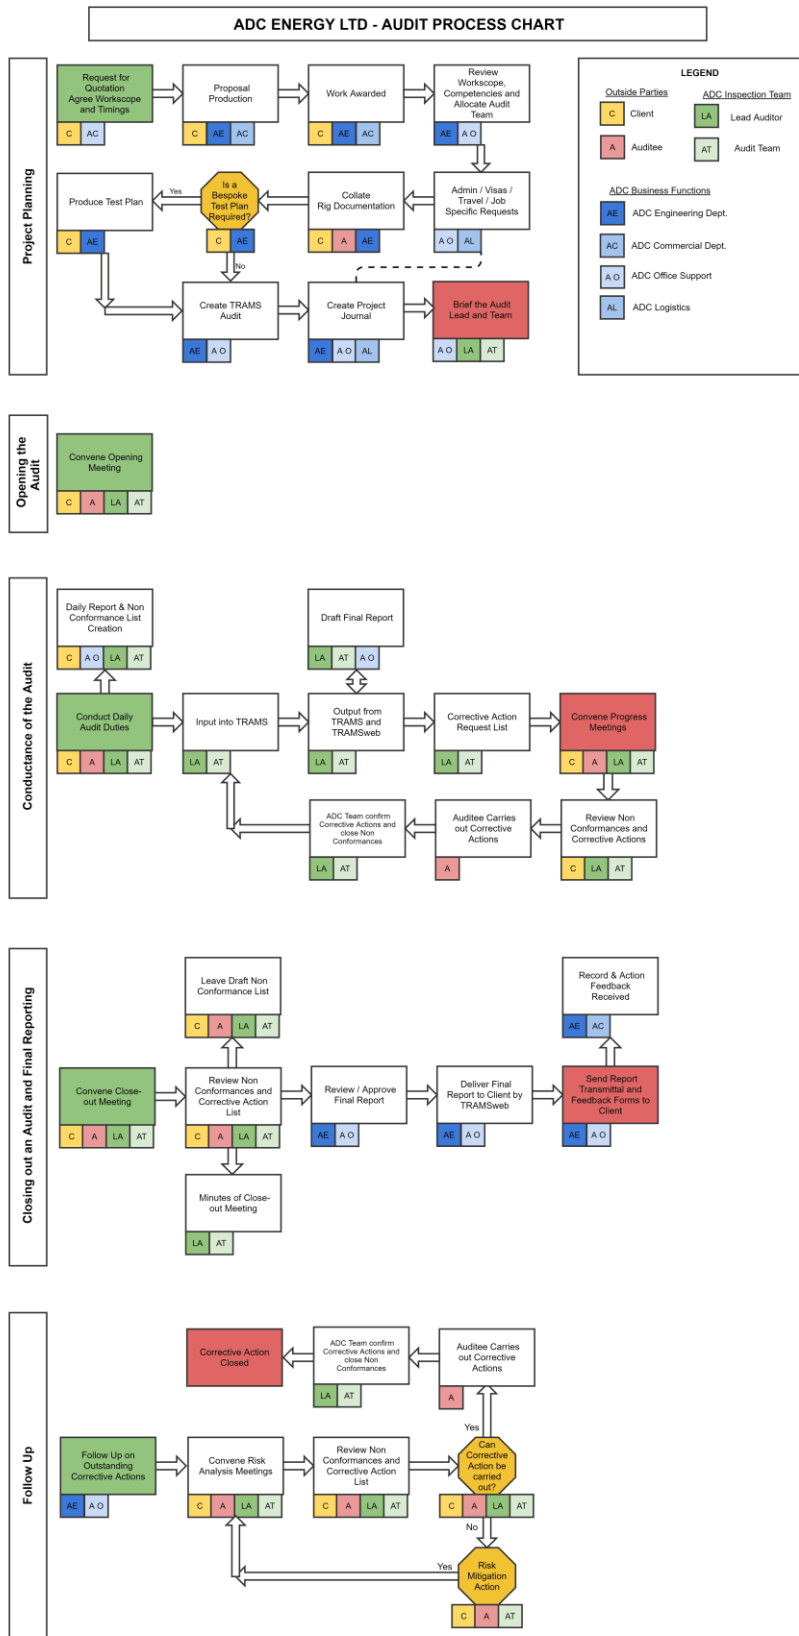 ADC ENERGY LTD - AUDIT PROCESS CHART
Project Planning
Request for
Quotation
Agree Workscope
and Timings
C AC
Proposal
Production
C AE AC
Work Awarded
C AE AC
Review
Workscope,
Competencies and
Allocate Audit
Team
AE A O
LEGEND
Outside Parties
C Client
A Auditee
ADC Inspection Team
LA Lead Auditor
AT Audit Team
ADC Business Functions
AE ADC Engineering Dept.
AC ADC Commercial Dept.
A O ADC Office Support
AL ADC Logistics
Produce Test Plan
C AE
Yes
Is a
Bespoke
Test Plan
Required?
C AE
No
Collate
Rig Documentation
C A AE
Admin / Visas /
Travel / Job
Specific Requests
A O AL
Create TRAMS
Audit
AE A O
Create Project
Journal
AE A O AL
Brief the Audit
Lead and Team
A O LA AT
Opening the
Audit
Convene Opening
Meeting
C A LA AT
Conductance of the Audit
Daily Report & Non
Conformance List
Creation
C A O LA AT
Draft Final Report
LA AT A O
Conduct Daily
Audit Duties
C A LA AT
Input into TRAMS
LA AT
Output from
TRAMS and
TRAMSweb
LA AT
Corrective Action
Request List
LA AT
Convene Progress
Meetings
C A LA AT
ADC Team confirm
Corrective Actions and
close Non
Conformances
LA AT
Auditee Carries
out Corrective
Actions
A
Review Non
Conformances and
Corrective Actions
C LA AT
Closing out an Audit and Final Reporting
Leave Draft Non
Conformance List
C A LA AT
Record & Action
Feedback
Received
AE AC
Convene Close-
out Meeting
C A LA AT
Review Non
Conformances and
Corrective Action
List
C A LA AT
Review / Approve
Final Report
AE A O
Deliver Final
Report to Client by
TRAMSweb
AE A O
Send Report
Transmittal and
Feedback Forms to
Client
AE A O
Minutes of Close-
out Meeting
LA AT
Follow Up
Corrective Action
Closed
ADC Team confirm
Corrective Actions and
close Non
Conformances
LA AT
Auditee Carries
out Corrective
Actions
A
Yes
Follow Up on
Outstanding
Corrective Actions
AE A O
Convene Risk
Analysis Meetings
C A LA AT
Review Non
Conformances and
Corrective Action
List
C A LA AT
Can
Corrective
Action be
carried
out?
C A LA AT
No
Yes
Risk
Mitigation
Action
C A AT